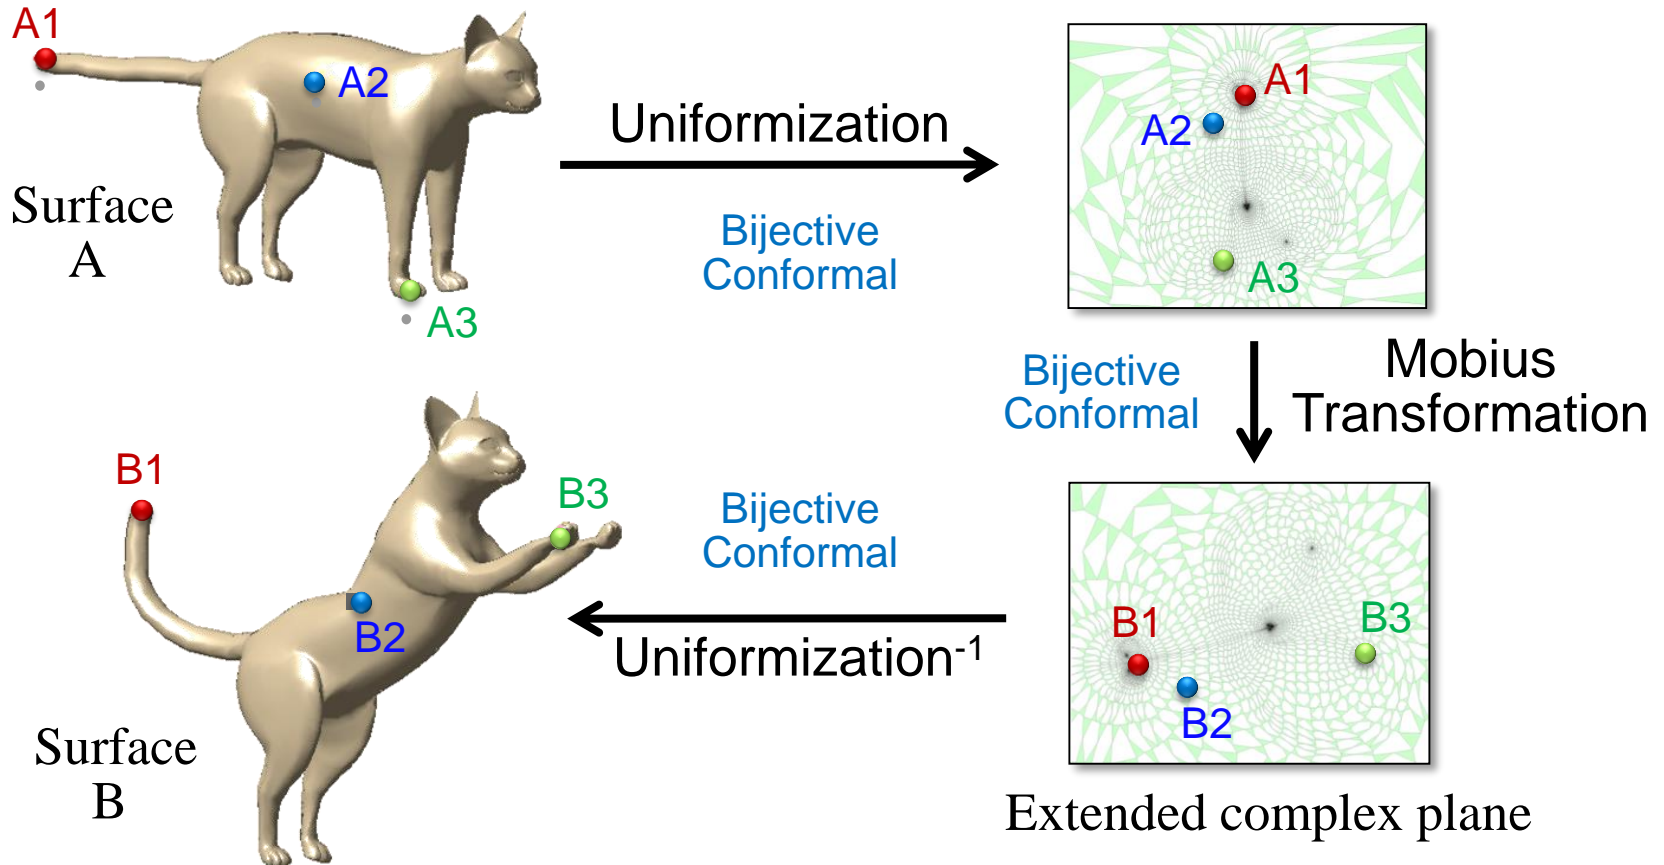 A1
A2
Surface
A
A3
Uniformization
Bijective
Conformal
A1
A2
A3
Bijective
Conformal
Mobius
Transformation
B1
B3
B2
Surface
B
Bijective
Conformal
Uniformization⁻¹
B1
B3
B2
Extended complex plane